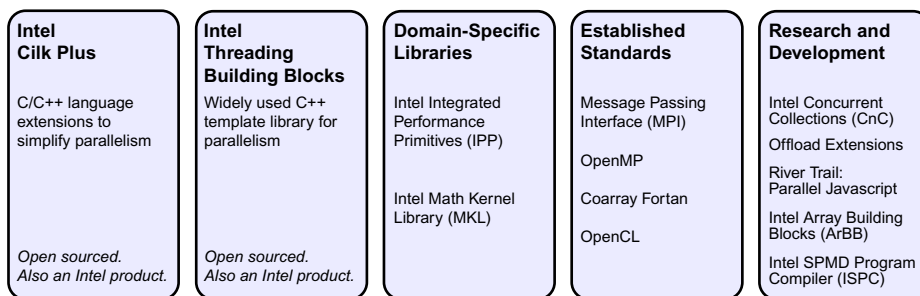 Intel
Cilk Plus
C/C++ language
extensions to
simplify parallelism
Open sourced.
Also an Intel product.
Intel
Threading
Building Blocks
Widely used C++
template library for
parallelism
Open sourced.
Also an Intel product.
Domain-Specific
Libraries
Intel Integrated
Performance
Primitives (IPP)
Intel Math Kernel
Library (MKL)
Established
Standards
Message Passing
Interface (MPI)
OpenMP
Coarray Fortan
OpenCL
Research and
Development
Intel Concurrent
Collections (CnC)
Offload Extensions
River Trail:
Parallel Javascript
Intel Array Building
Blocks (ArBB)
Intel SPMD Program
Compiler (ISPC)